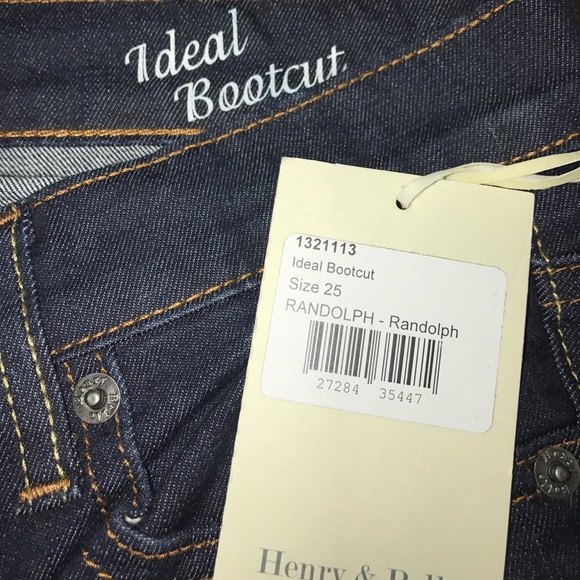 Ideal
Bootcut
1321113
Ideal Bootcut
Size 25
RANDOLPH - Randolph
27284 35447
Henry &